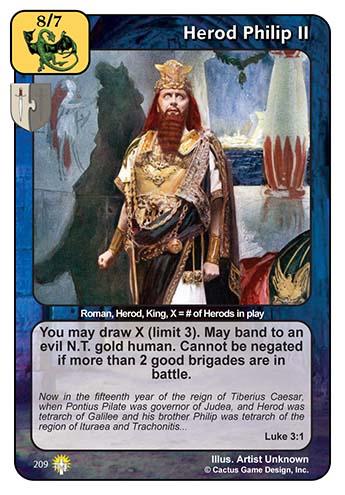 8/7
Herod Philip II
Roman, Herod, King, X = # of Herods in play
You may draw X (limit 3). May band to an
evil N.T. gold human. Cannot be negated
if more than 2 good brigades are in
battle.
Now in the fifteenth year of the reign of Tiberius Caesar,
when Pontius Pilate was governor of Judea, and Herod was
tetrarch of Galilee and his brother Philip was tetrarch of the
region of Ituraea and Trachonitis...
Luke 3:1
209
Illus. Artist Unknown
© Cactus Game Design, Inc.